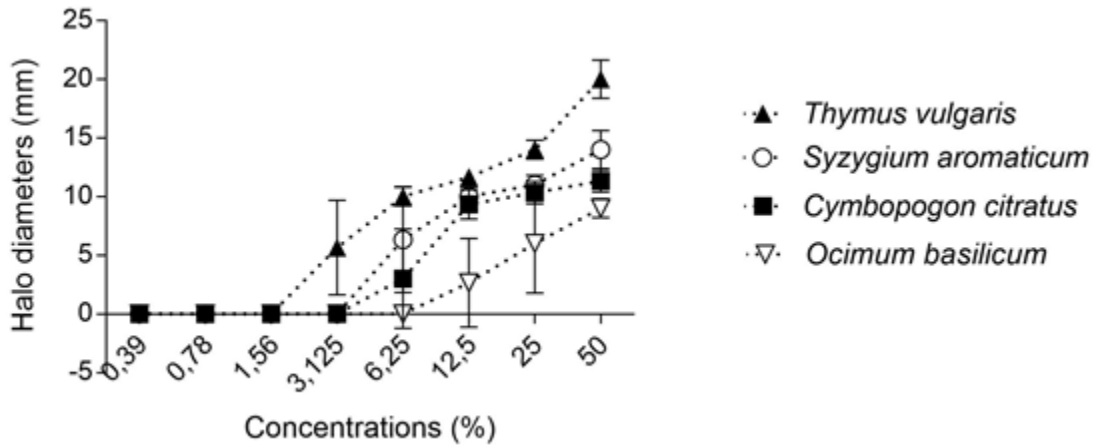 Halo diameters (mm)
25
20
15
10
5
0
-5
0,39
0,78
1,56
3,125
6,25
12,5
25
50
Concentrations (%)
Thymus vulgaris
Syzygium aromaticum
Cymbopogon citratus
Ocimum basilicum